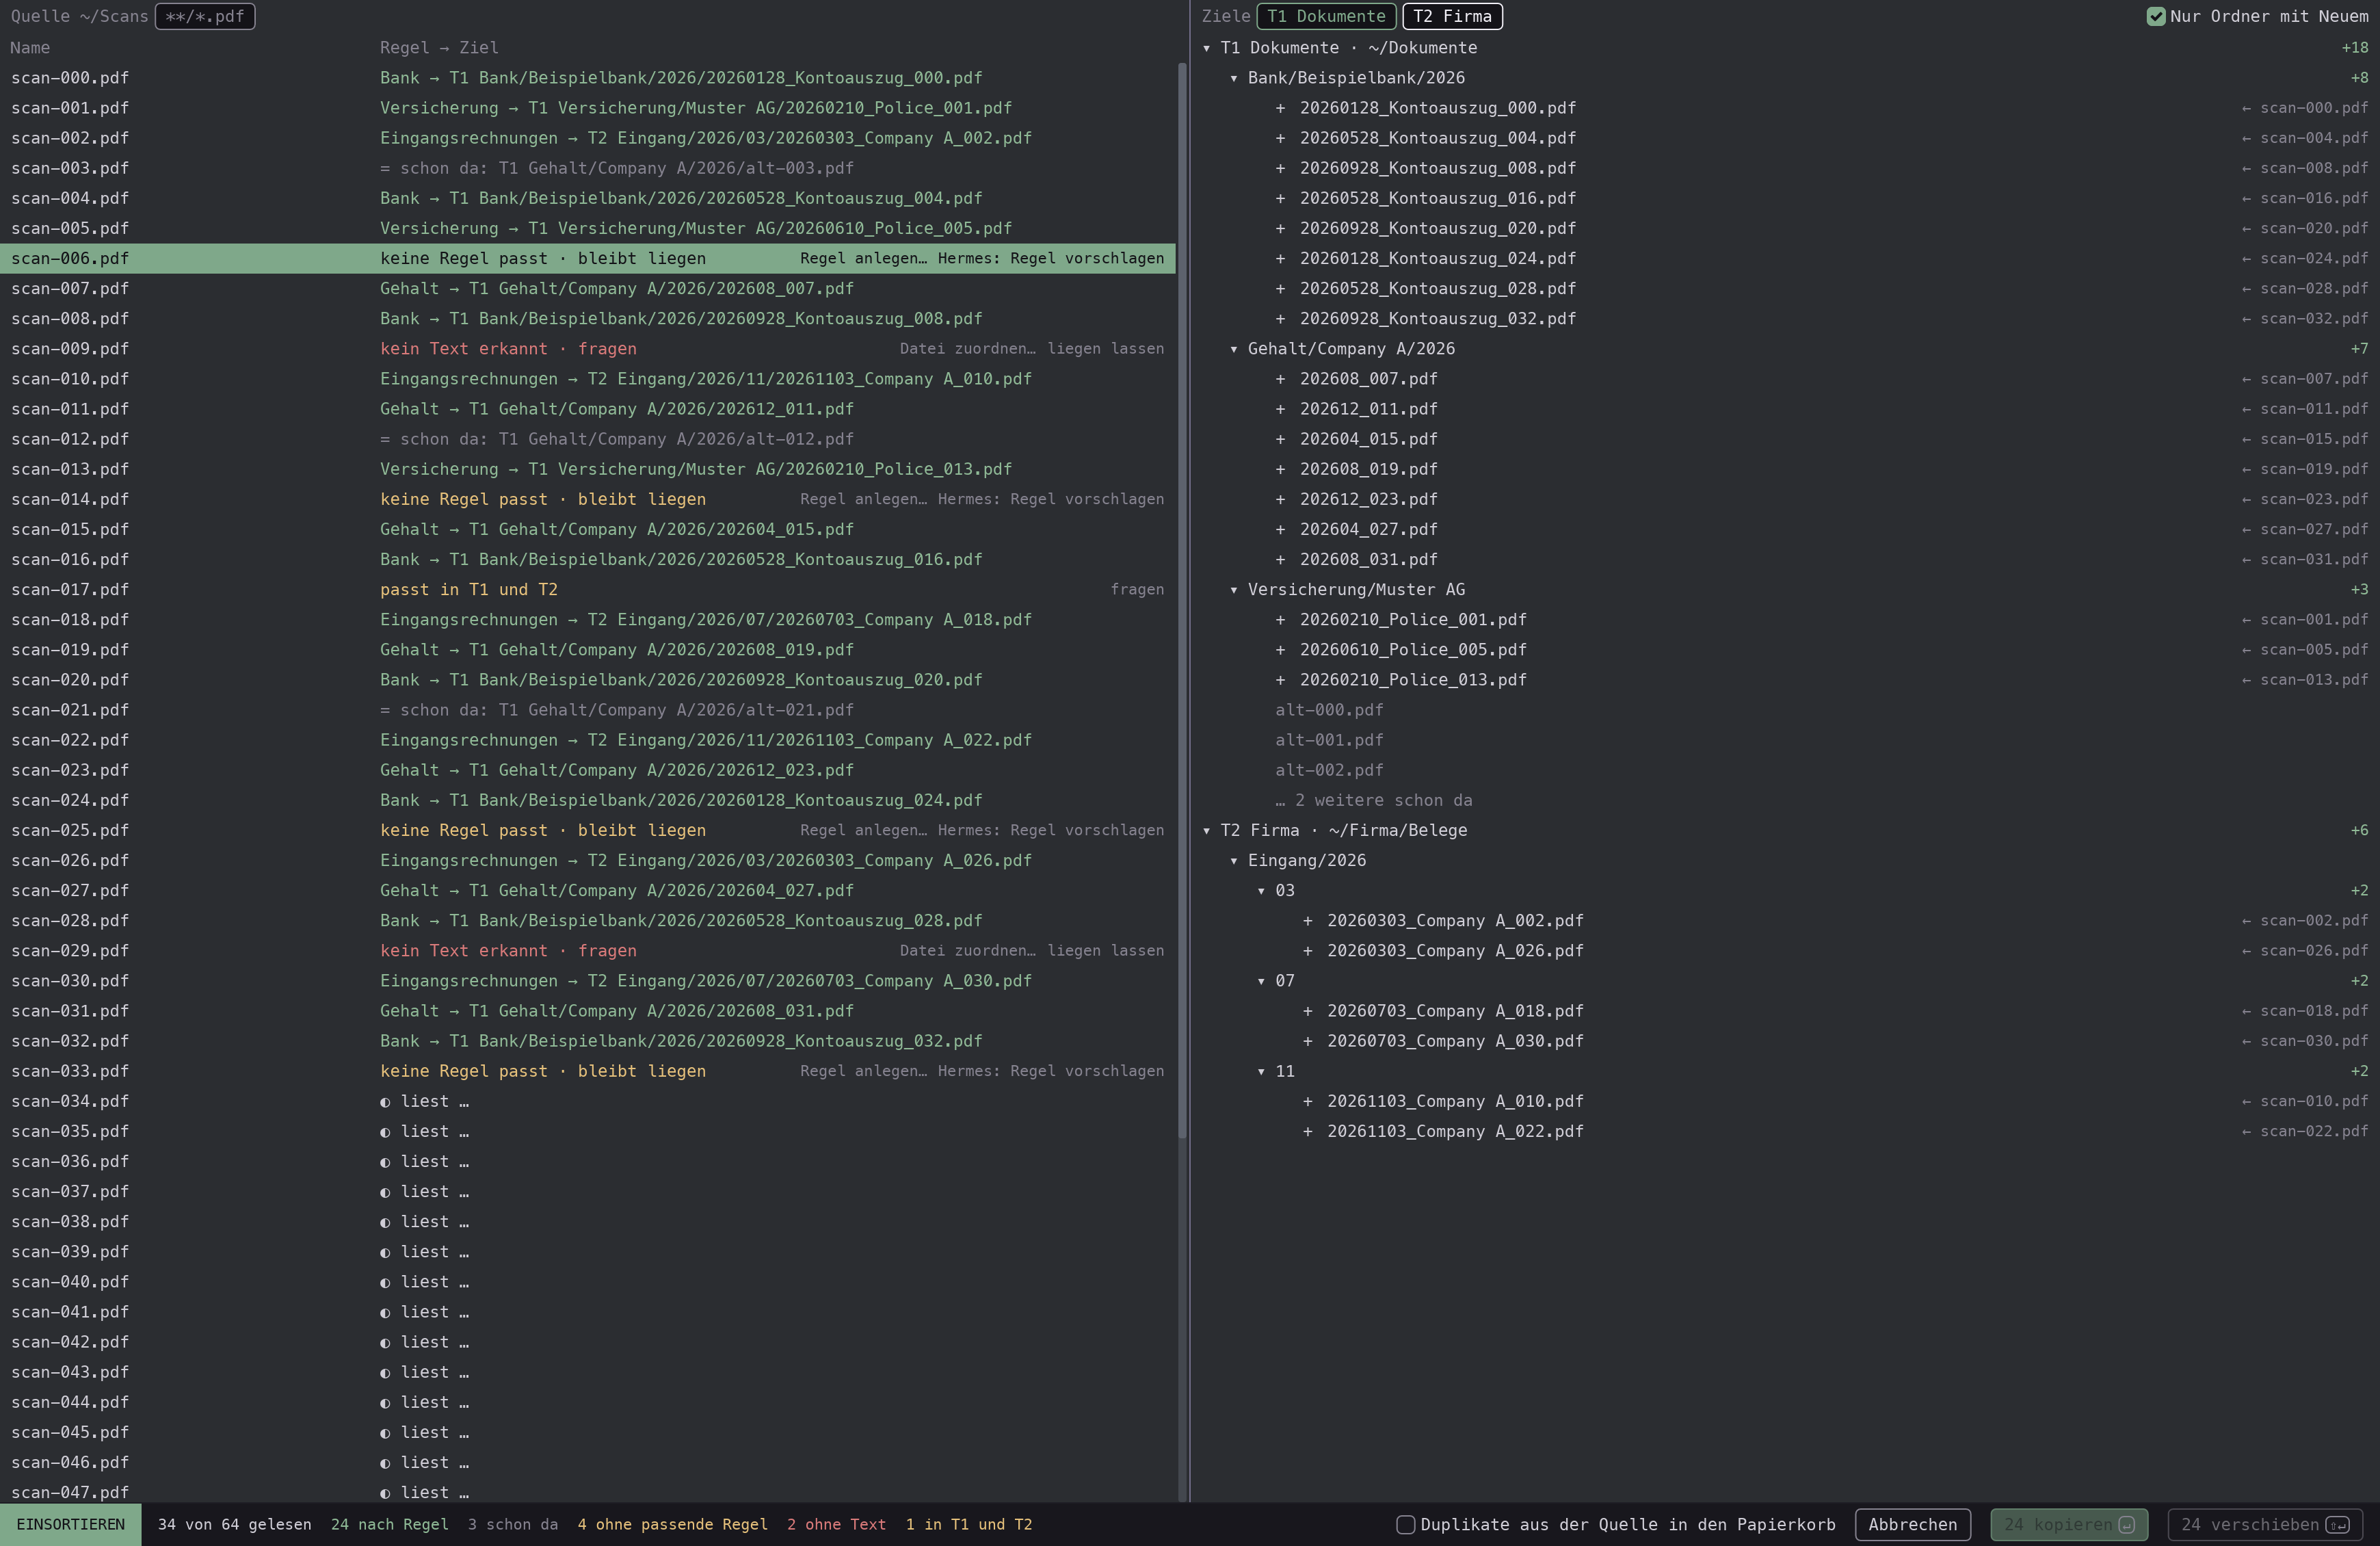 Quelle ~/Scans **/*.pdf
Name Regel → Ziel
scan-000.pdf Bank → T1 Bank/Beispielbank/2026/20260128_Kontoauszug_000.pdf
scan-001.pdf Versicherung → T1 Versicherung/Muster AG/20260210_Police_001.pdf
scan-002.pdf Eingangsrechnungen → T2 Eingang/2026/03/20260303_Company A_002.pdf
scan-003.pdf = schon da: T1 Gehalt/Company A/2026/alt-003.pdf
scan-004.pdf Bank → T1 Bank/Beispielbank/2026/20260528_Kontoauszug_004.pdf
scan-005.pdf Versicherung → T1 Versicherung/Muster AG/20260610_Police_005.pdf
scan-006.pdf keine Regel passt · bleibt liegen Regel anlegen… Hermes: Regel vorschlagen
scan-007.pdf Gehalt → T1 Gehalt/Company A/2026/202608_007.pdf
scan-008.pdf Bank → T1 Bank/Beispielbank/2026/20260928_Kontoauszug_008.pdf
scan-009.pdf kein Text erkannt · fragen Datei zuordnen… liegen lassen
scan-010.pdf Eingangsrechnungen → T2 Eingang/2026/11/20261103_Company A_010.pdf
scan-011.pdf Gehalt → T1 Gehalt/Company A/2026/202612_011.pdf
scan-012.pdf = schon da: T1 Gehalt/Company A/2026/alt-012.pdf
scan-013.pdf Versicherung → T1 Versicherung/Muster AG/20260210_Police_013.pdf
scan-014.pdf keine Regel passt · bleibt liegen Regel anlegen… Hermes: Regel vorschlagen
scan-015.pdf Gehalt → T1 Gehalt/Company A/2026/202604_015.pdf
scan-016.pdf Bank → T1 Bank/Beispielbank/2026/20260528_Kontoauszug_016.pdf
scan-017.pdf passt in T1 und T2 fragen
scan-018.pdf Eingangsrechnungen → T2 Eingang/2026/07/20260703_Company A_018.pdf
scan-019.pdf Gehalt → T1 Gehalt/Company A/2026/202608_019.pdf
scan-020.pdf Bank → T1 Bank/Beispielbank/2026/20260928_Kontoauszug_020.pdf
scan-021.pdf = schon da: T1 Gehalt/Company A/2026/alt-021.pdf
scan-022.pdf Eingangsrechnungen → T2 Eingang/2026/11/20261103_Company A_022.pdf
scan-023.pdf Gehalt → T1 Gehalt/Company A/2026/202612_023.pdf
scan-024.pdf Bank → T1 Bank/Beispielbank/2026/20260128_Kontoauszug_024.pdf
scan-025.pdf keine Regel passt · bleibt liegen Regel anlegen… Hermes: Regel vorschlagen
scan-026.pdf Eingangsrechnungen → T2 Eingang/2026/03/20260303_Company A_026.pdf
scan-027.pdf Gehalt → T1 Gehalt/Company A/2026/202604_027.pdf
scan-028.pdf Bank → T1 Bank/Beispielbank/2026/20260528_Kontoauszug_028.pdf
scan-029.pdf kein Text erkannt · fragen Datei zuordnen… liegen lassen
scan-030.pdf Eingangsrechnungen → T2 Eingang/2026/07/20260703_Company A_030.pdf
scan-031.pdf Gehalt → T1 Gehalt/Company A/2026/202608_031.pdf
scan-032.pdf Bank → T1 Bank/Beispielbank/2026/20260928_Kontoauszug_032.pdf
scan-033.pdf keine Regel passt · bleibt liegen Regel anlegen… Hermes: Regel vorschlagen
scan-034.pdf ◐ liest …
scan-035.pdf ◐ liest …
scan-036.pdf ◐ liest …
scan-037.pdf ◐ liest …
scan-038.pdf ◐ liest …
scan-039.pdf ◐ liest …
scan-040.pdf ◐ liest …
scan-041.pdf ◐ liest …
scan-042.pdf ◐ liest …
scan-043.pdf ◐ liest …
scan-044.pdf ◐ liest …
scan-045.pdf ◐ liest …
scan-046.pdf ◐ liest …
scan-047.pdf ◐ liest …
Ziele T1 Dokumente T2 Firma Nur Ordner mit Neuem
▾ T1 Dokumente · ~/Dokumente +18
▾ Bank/Beispielbank/2026 +8
+ 20260128_Kontoauszug_000.pdf ← scan-000.pdf
+ 20260528_Kontoauszug_004.pdf ← scan-004.pdf
+ 20260928_Kontoauszug_008.pdf ← scan-008.pdf
+ 20260528_Kontoauszug_016.pdf ← scan-016.pdf
+ 20260928_Kontoauszug_020.pdf ← scan-020.pdf
+ 20260128_Kontoauszug_024.pdf ← scan-024.pdf
+ 20260528_Kontoauszug_028.pdf ← scan-028.pdf
+ 20260928_Kontoauszug_032.pdf ← scan-032.pdf
▾ Gehalt/Company A/2026 +7
+ 202608_007.pdf ← scan-007.pdf
+ 202612_011.pdf ← scan-011.pdf
+ 202604_015.pdf ← scan-015.pdf
+ 202608_019.pdf ← scan-019.pdf
+ 202612_023.pdf ← scan-023.pdf
+ 202604_027.pdf ← scan-027.pdf
+ 202608_031.pdf ← scan-031.pdf
▾ Versicherung/Muster AG +3
+ 20260210_Police_001.pdf ← scan-001.pdf
+ 20260610_Police_005.pdf ← scan-005.pdf
+ 20260210_Police_013.pdf ← scan-013.pdf
alt-000.pdf
alt-001.pdf
alt-002.pdf
… 2 weitere schon da
▾ T2 Firma · ~/Firma/Belege +6
▾ Eingang/2026
▾ 03 +2
+ 20260303_Company A_002.pdf ← scan-002.pdf
+ 20260303_Company A_026.pdf ← scan-026.pdf
▾ 07 +2
+ 20260703_Company A_018.pdf ← scan-018.pdf
+ 20260703_Company A_030.pdf ← scan-030.pdf
▾ 11 +2
+ 20261103_Company A_010.pdf ← scan-010.pdf
+ 20261103_Company A_022.pdf ← scan-022.pdf
EINSORTIEREN 34 von 64 gelesen 24 nach Regel 3 schon da 4 ohne passende Regel 2 ohne Text 1 in T1 und T2 Duplikate aus der Quelle in den Papierkorb Abbrechen 24 kopieren ↵ 24 verschieben ⇧↵